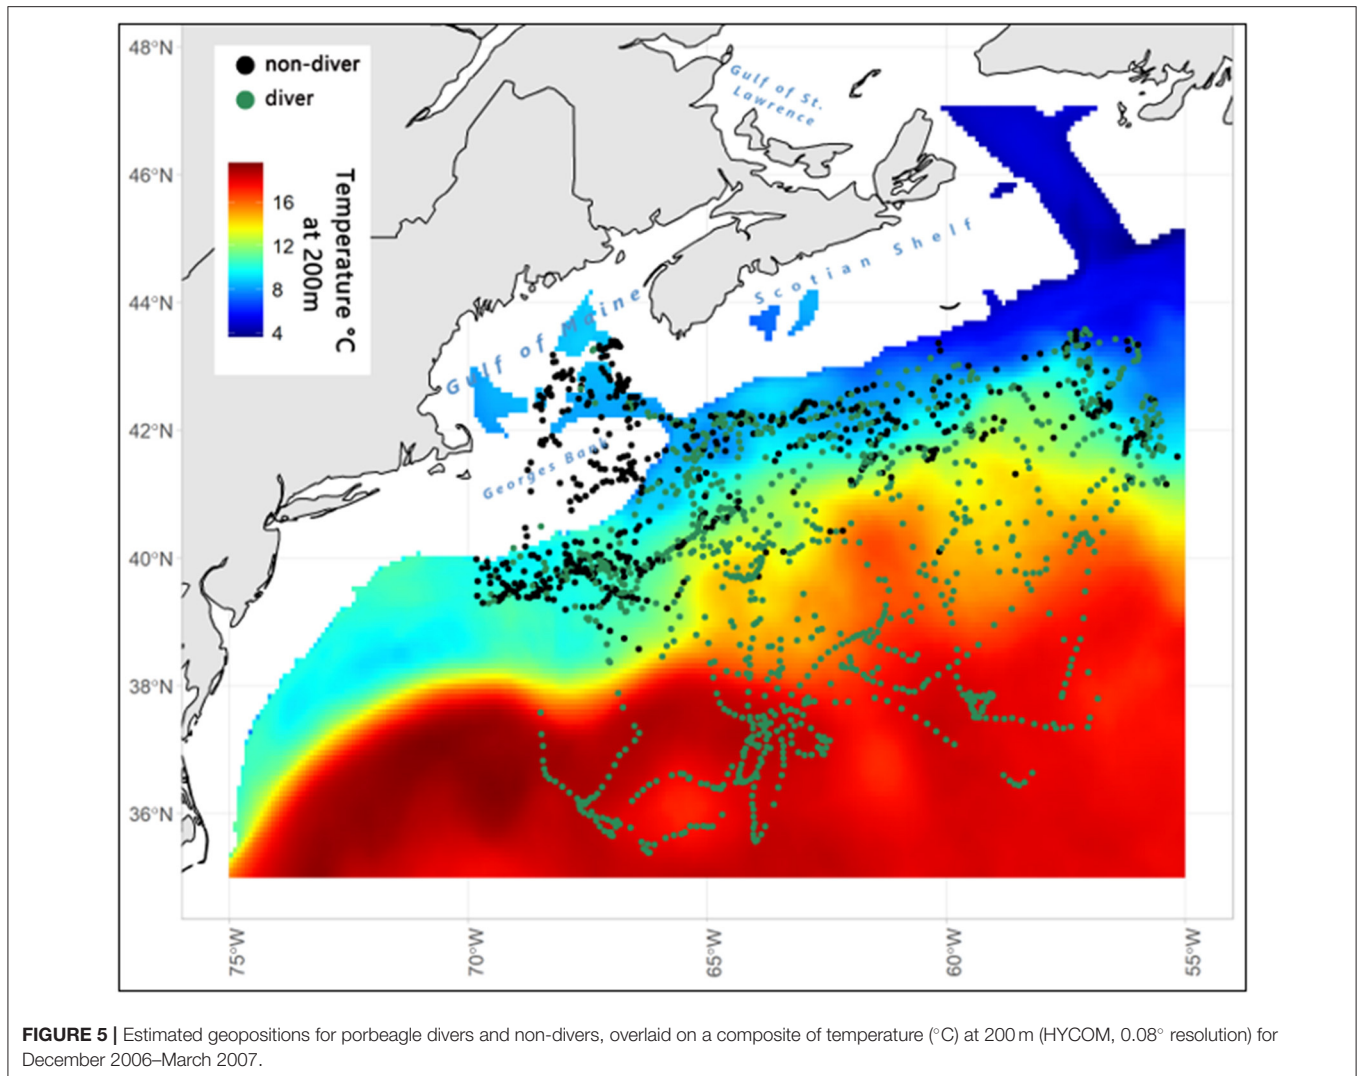 48°N
46°N
44°N
42°N
40°N
38°N
36°N
non-diver
diver
Temperature °C
at 200m
16
12
8
4
Gulf of St.
Lawrence
Scotian Shelf
Gulf of Maine
Georges Bank
75°W
70°W
65°W
60°W
55°W
FIGURE 5 | Estimated geopositions for porbeagle divers and non-divers, overlaid on a composite of temperature (°C) at 200 m (HYCOM, 0.08° resolution) for
December 2006–March 2007.